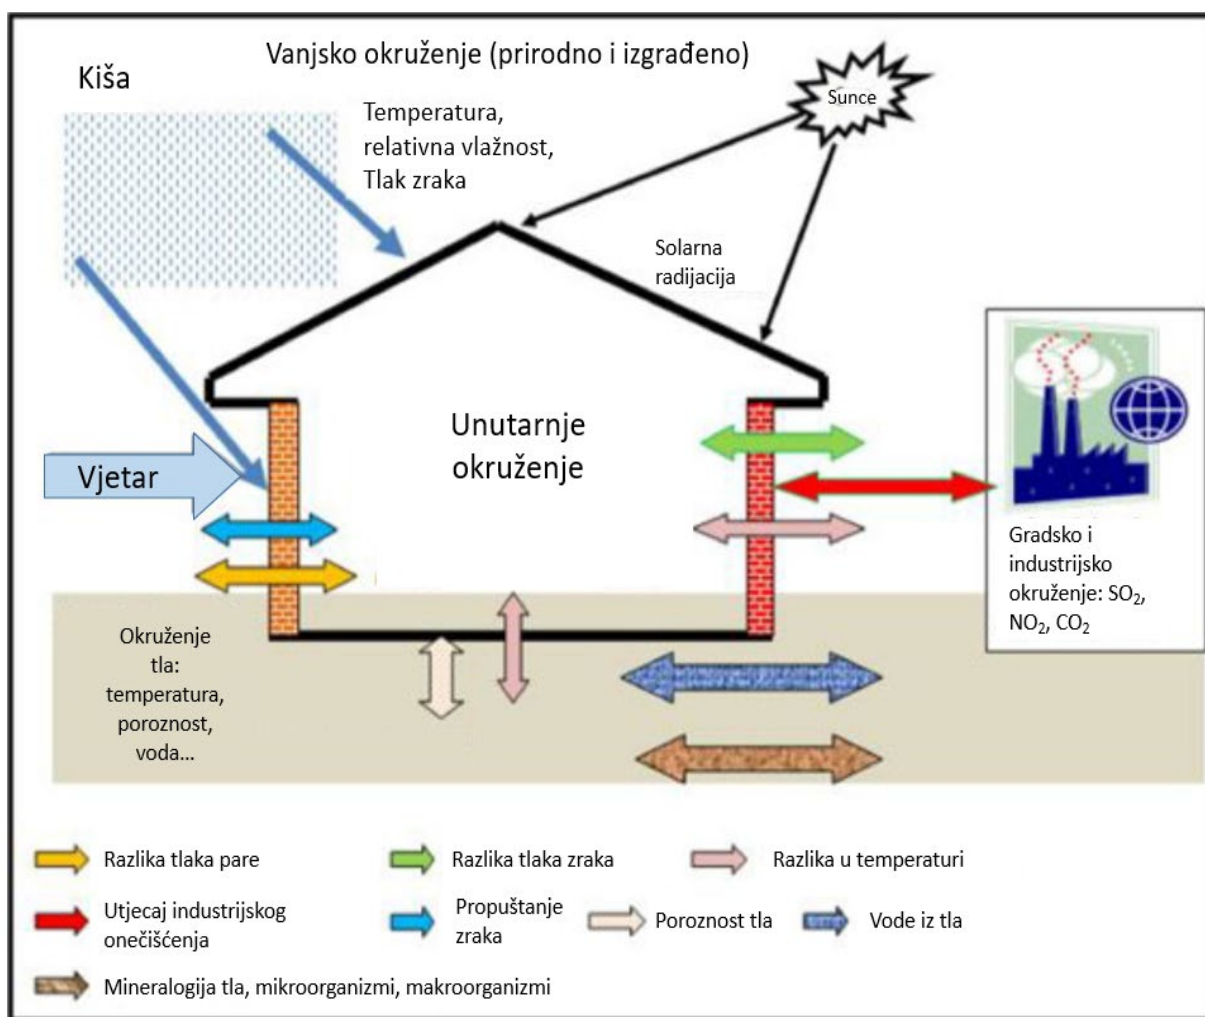 Vanjsko okruženje (prirodno i izgrađeno)
Kiša
Sunce
Temperatura,
relativna vlažnost,
Tlak zraka
Solarna
radijacija
Unutarnje
okruženje
Vjetar
Gradsko i
industrijsko
okruženje: SO₂,
NO₂, CO₂
Okruženje
tla:
temperatura,
poroznost,
voda...
Razlika tlaka pare
Razlika tlaka zraka
Razlika u temperaturi
Utjecaj industrijskog
onečišćenja
Propuštanje
zraka
Poroznost tla
Vode iz tla
Mineralogija tla, mikroorganizmi, makroorganizmi